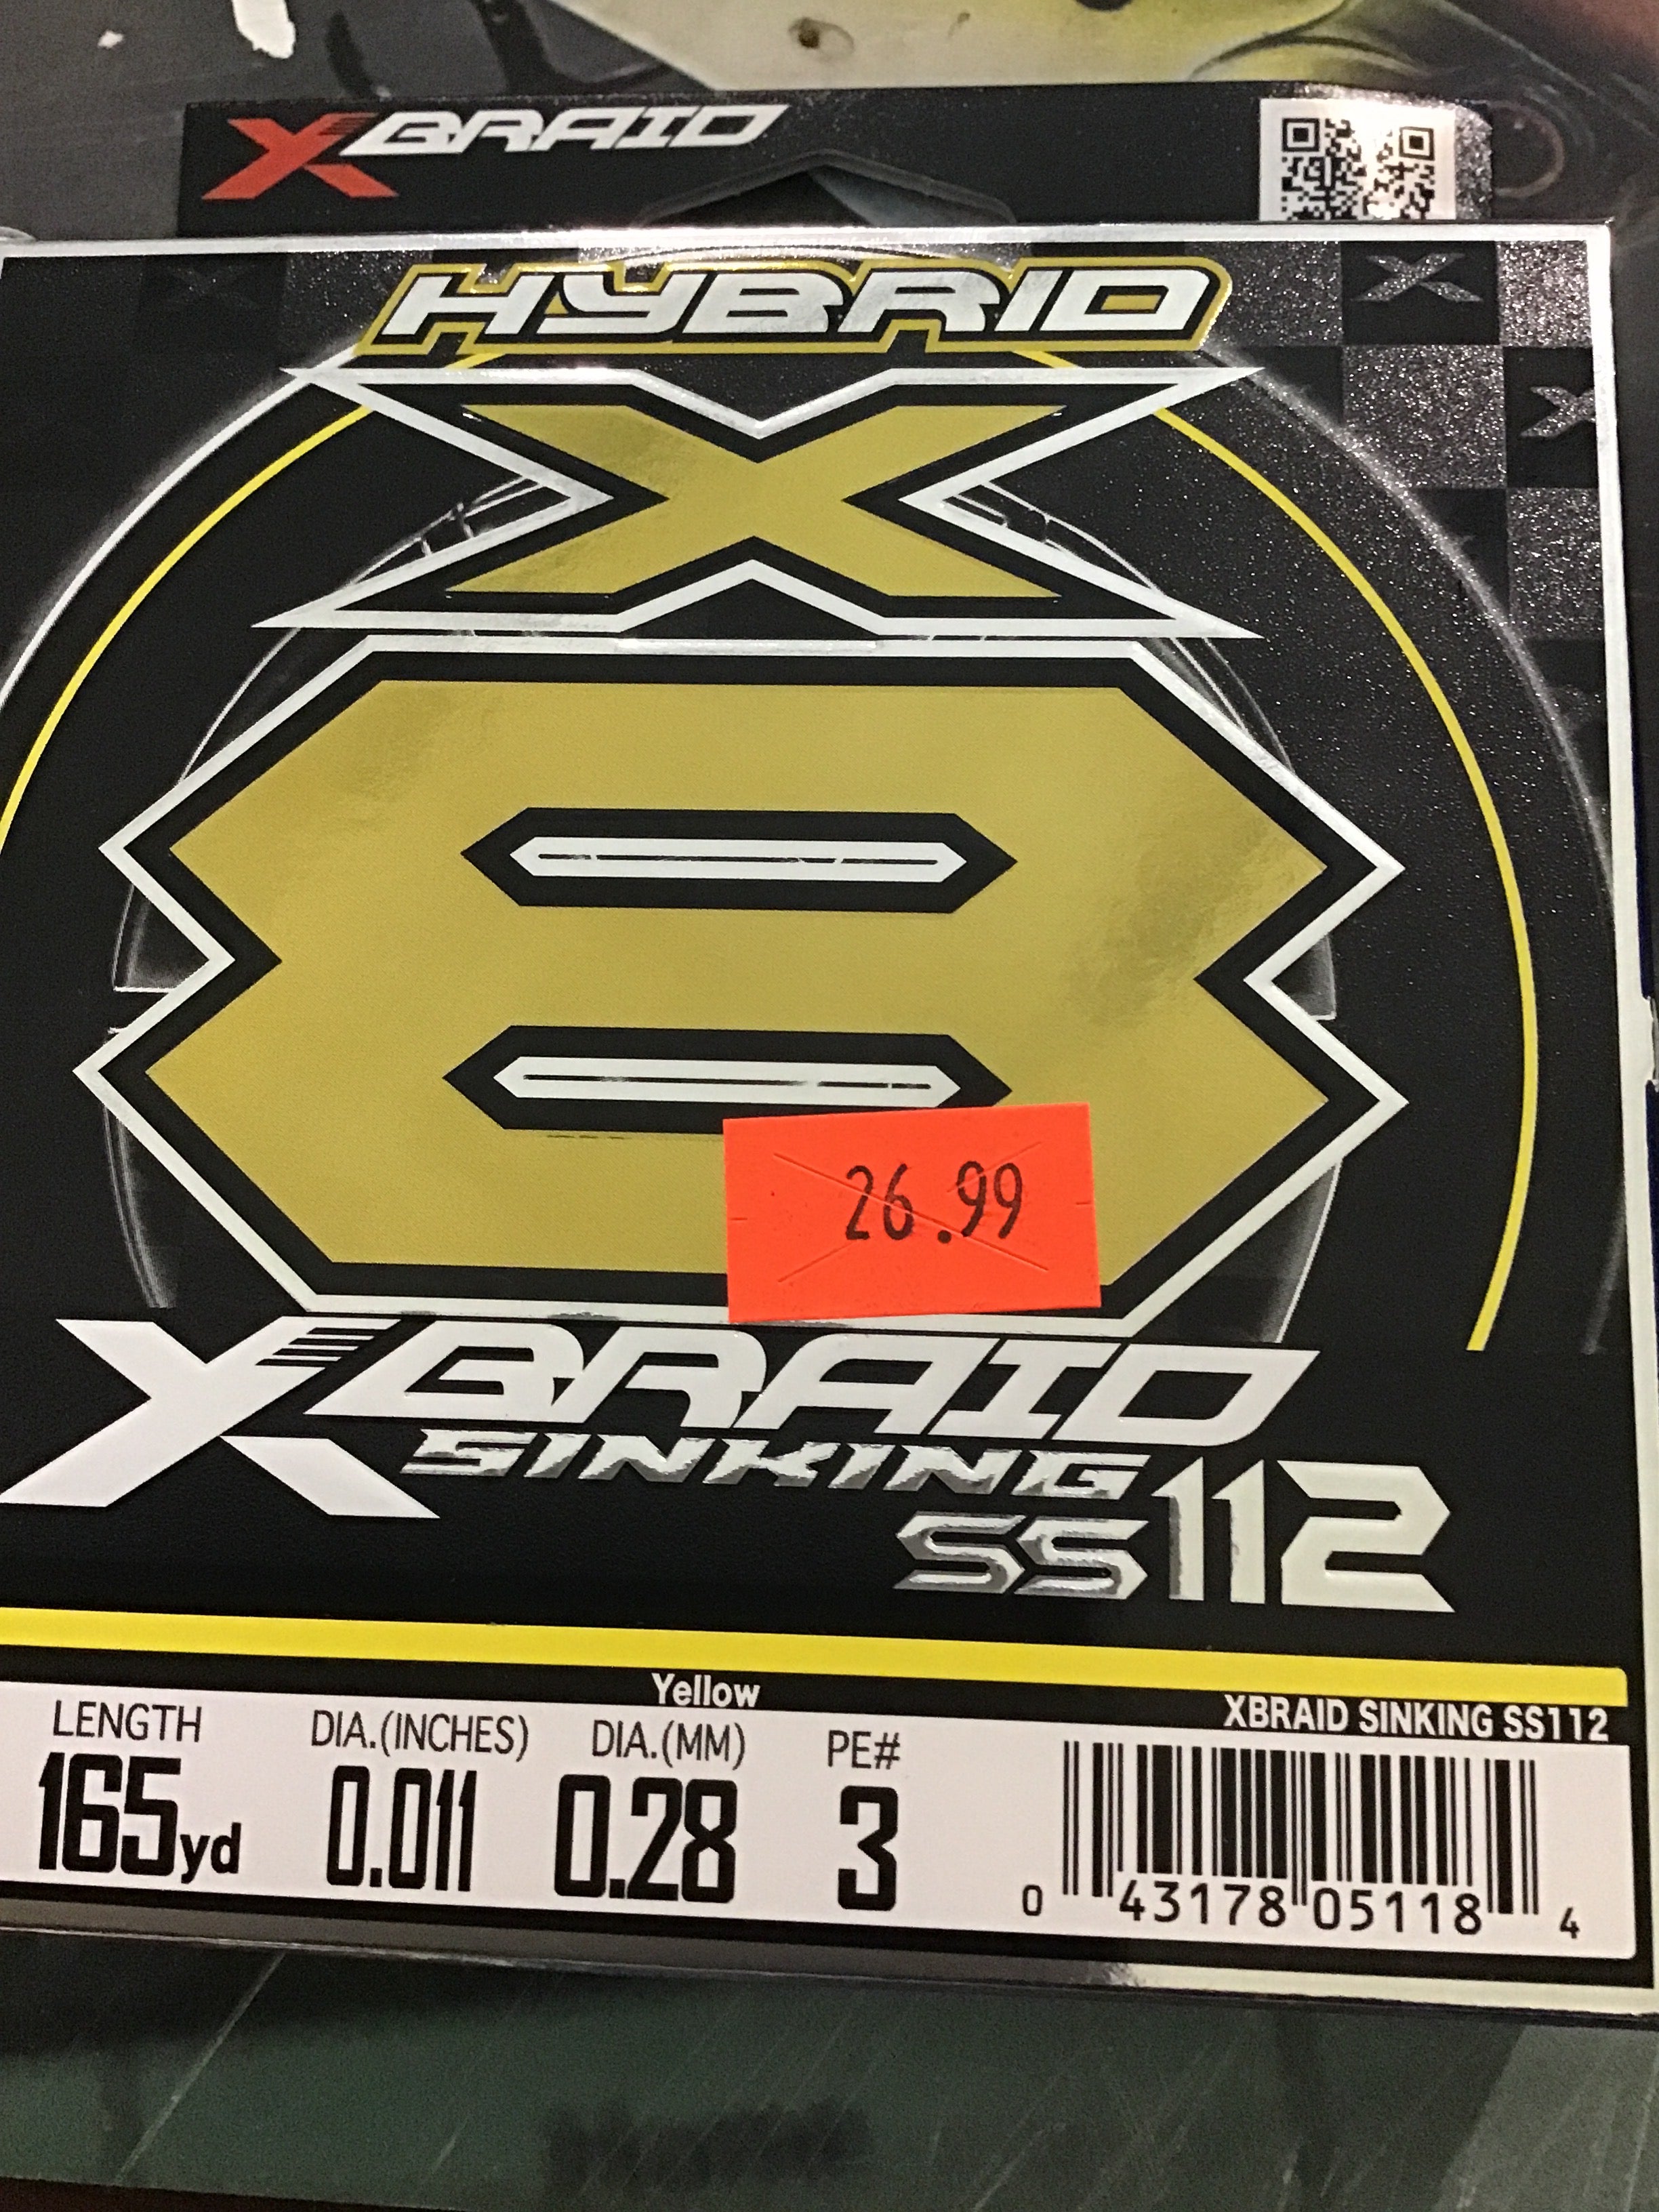 XBRAID
HYBRID
X
8
26.99
XBRAID
SINKING
SS112
Yellow
XBRAID SINKING SS112
LENGTH DIA.(INCHES) DIA.(MM) PE#
165yd 0.011 0.28 3
0 43178 05118 4